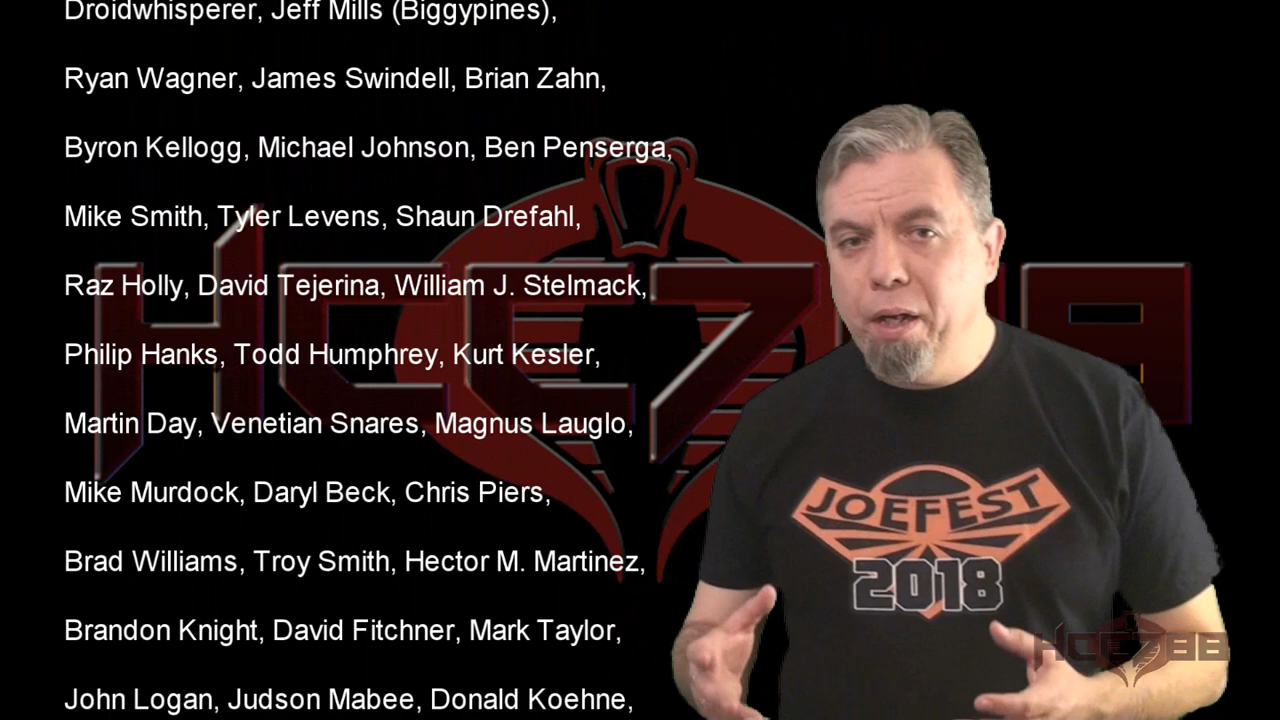 Droidwhisperer, Jeff Mills (Biggypines),
Ryan Wagner, James Swindell, Brian Zahn,
Byron Kellogg, Michael Johnson, Ben Penserga,
Mike Smith, Tyler Levens, Shaun Drefahl,
Raz Holly, David Tejerina, William J. Stelmack,
Philip Hanks, Todd Humphrey, Kurt Kesler,
Martin Day, Venetian Snares, Magnus Lauglo,
Mike Murdock, Daryl Beck, Chris Piers,
Brad Williams, Troy Smith, Hector M. Martinez,
Brandon Knight, David Fitchner, Mark Taylor,
John Logan, Judson Mabee, Donald Koehne,
JOEFEST
2018
HCC788